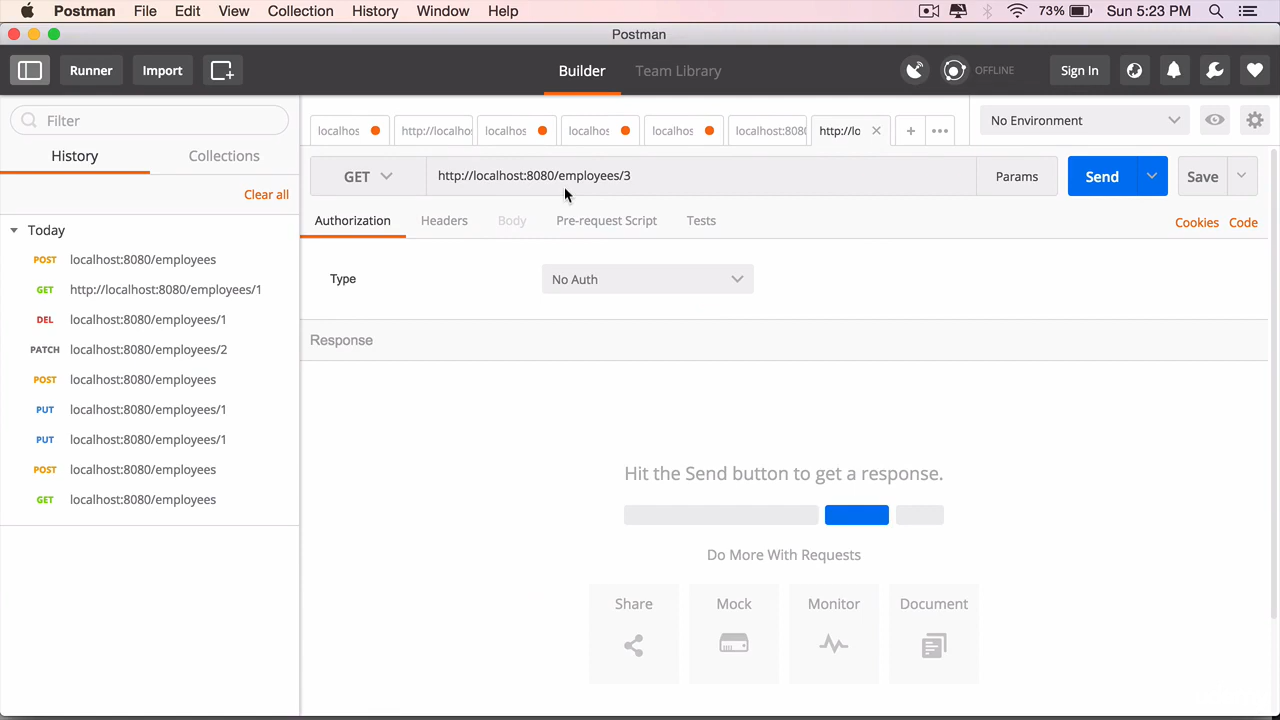 Postman File Edit View Collection History Window Help 73% Sun 5:23 PM
Postman
Runner Import Builder Team Library OFFLINE Sign In
Filter
History Collections
Clear all
Today
POST localhost:8080/employees
GET http://localhost:8080/employees/1
DEL localhost:8080/employees/1
PATCH localhost:8080/employees/2
POST localhost:8080/employees
PUT localhost:8080/employees/1
PUT localhost:8080/employees/1
POST localhost:8080/employees
GET localhost:8080/employees
localhos http://localhos localhos localhos localhos localhost:808 http://lo No Environment
GET http://localhost:8080/employees/3 Params Send Save
Authorization Headers Body Pre-request Script Tests Cookies Code
Type No Auth
Response
Hit the Send button to get a response.
Do More With Requests
Share Mock Monitor Document